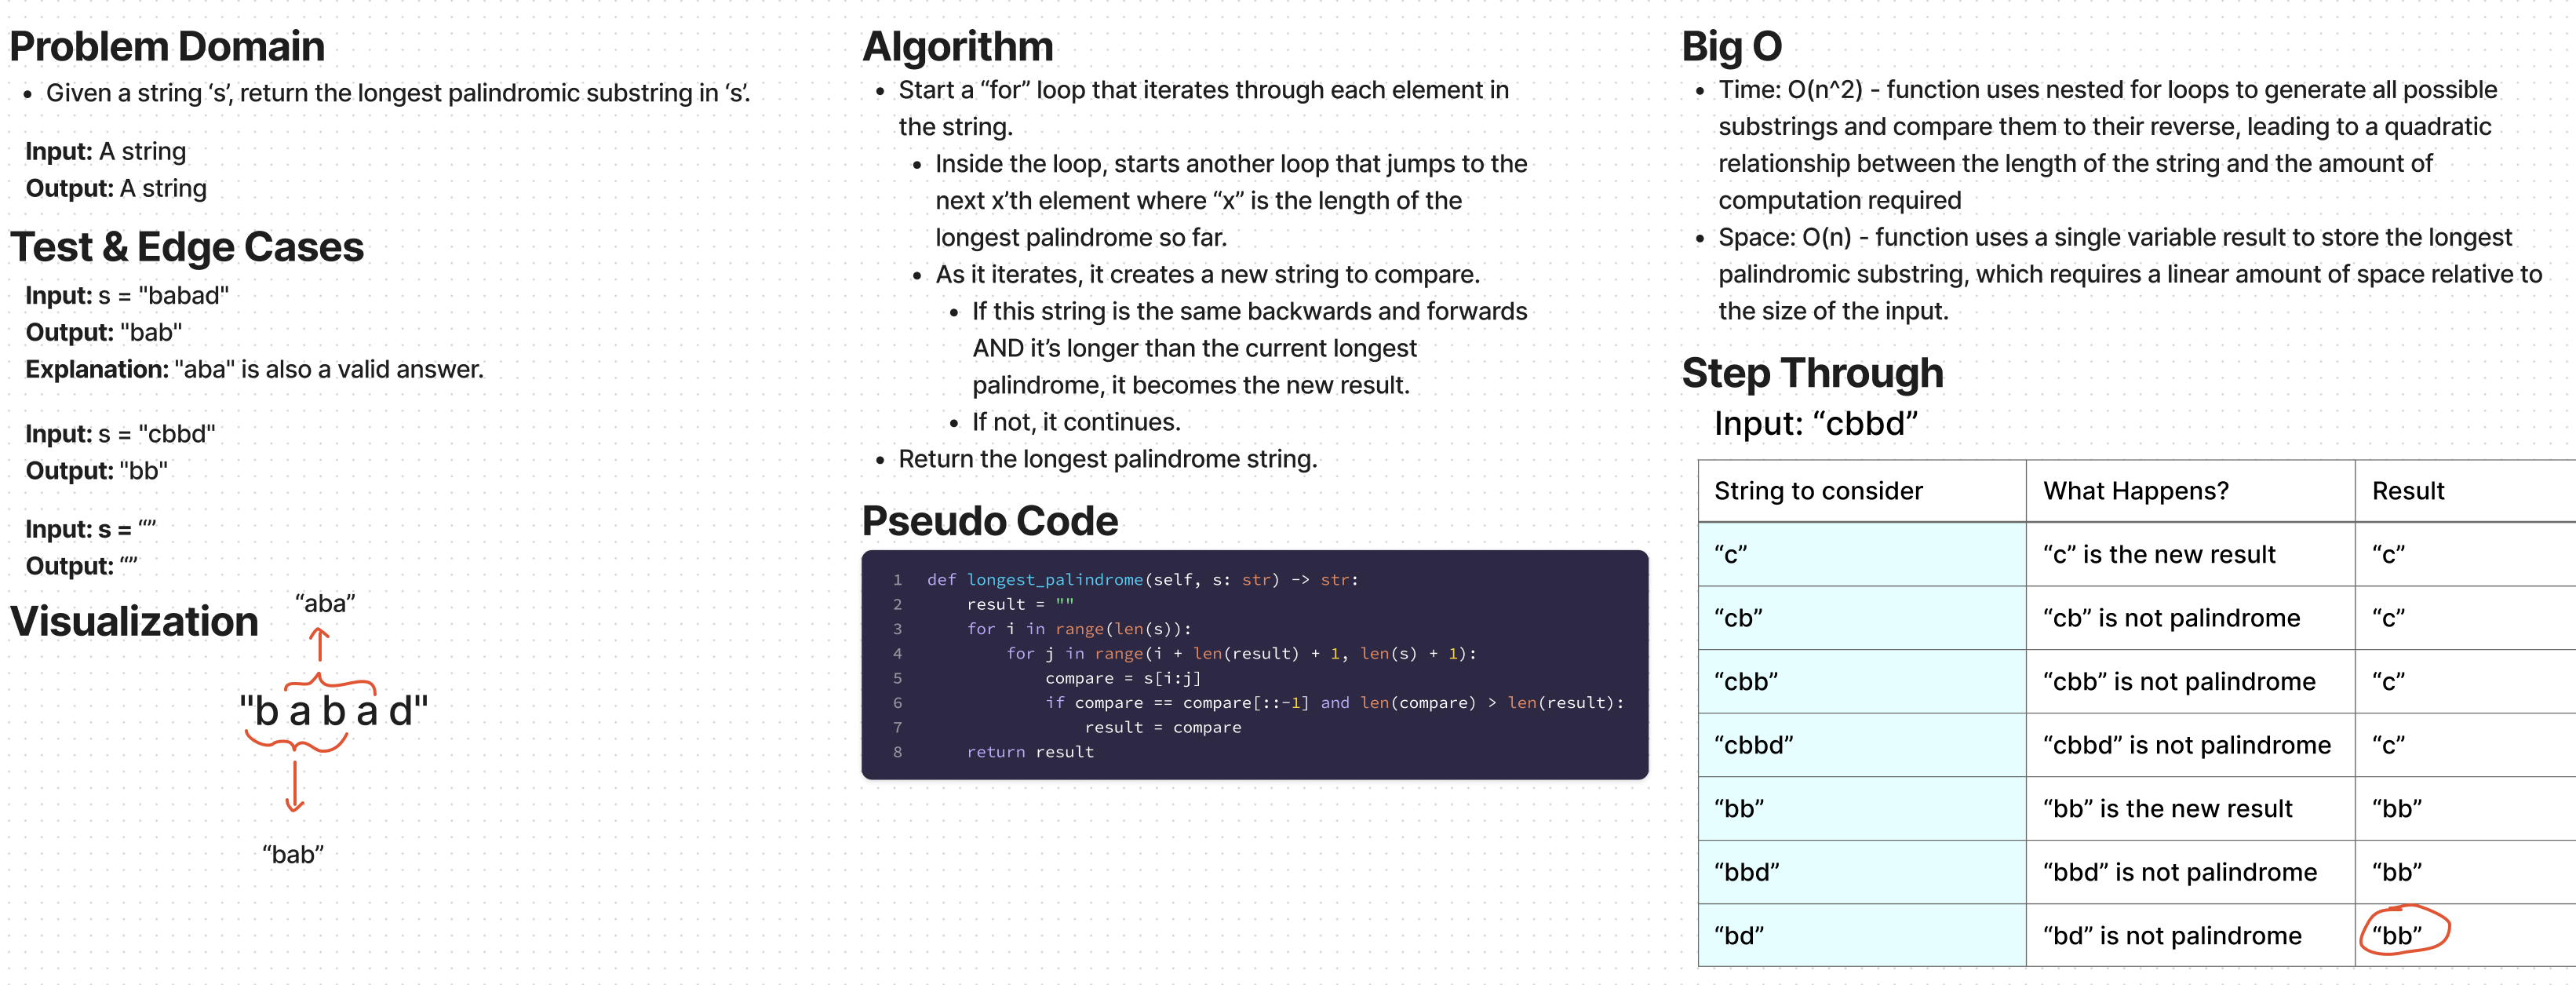 Problem Domain
• Given a string ‘s’, return the longest palindromic substring in ‘s’.
Input: A string
Output: A string
Test & Edge Cases
Input: s = "babad"
Output: "bab"
Explanation: "aba" is also a valid answer.
Input: s = "cbbd"
Output: "bb"
Input: s = “”
Output: “”
Visualization
“aba”
"b a b a d"
“bab”
Algorithm
• Start a “for” loop that iterates through each element in
the string.
• Inside the loop, starts another loop that jumps to the
next x’th element where “x” is the length of the
longest palindrome so far.
• As it iterates, it creates a new string to compare.
• If this string is the same backwards and forwards
AND it’s longer than the current longest
palindrome, it becomes the new result.
• If not, it continues.
• Return the longest palindrome string.
Pseudo Code
1 def longest_palindrome(self, s: str) -> str:
2     result = ""
3     for i in range(len(s)):
4         for j in range(i + len(result) + 1, len(s) + 1):
5             compare = s[i:j]
6             if compare == compare[::-1] and len(compare) > len(result):
7                 result = compare
8     return result
Big O
• Time: O(n^2) - function uses nested for loops to generate all possible
substrings and compare them to their reverse, leading to a quadratic
relationship between the length of the string and the amount of
computation required
• Space: O(n) - function uses a single variable result to store the longest
palindromic substring, which requires a linear amount of space relative to
the size of the input.
Step Through
Input: “cbbd”
String to consider What Happens? Result
“c” “c” is the new result “c”
“cb” “cb” is not palindrome “c”
“cbb” “cbb” is not palindrome “c”
“cbbd” “cbbd” is not palindrome “c”
“bb” “bb” is the new result “bb”
“bbd” “bbd” is not palindrome “bb”
“bd” “bd” is not palindrome “bb”